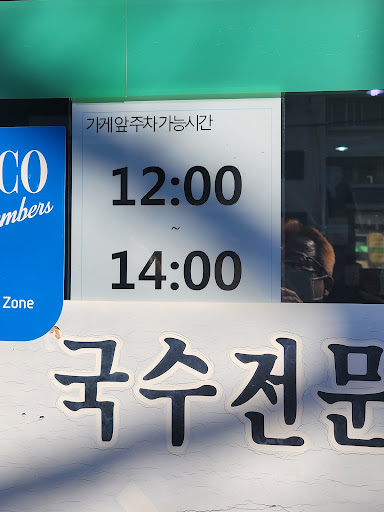 가게 앞 주차 가능시간
12:00
~
14:00
CO
mbers
Zone
국수전문